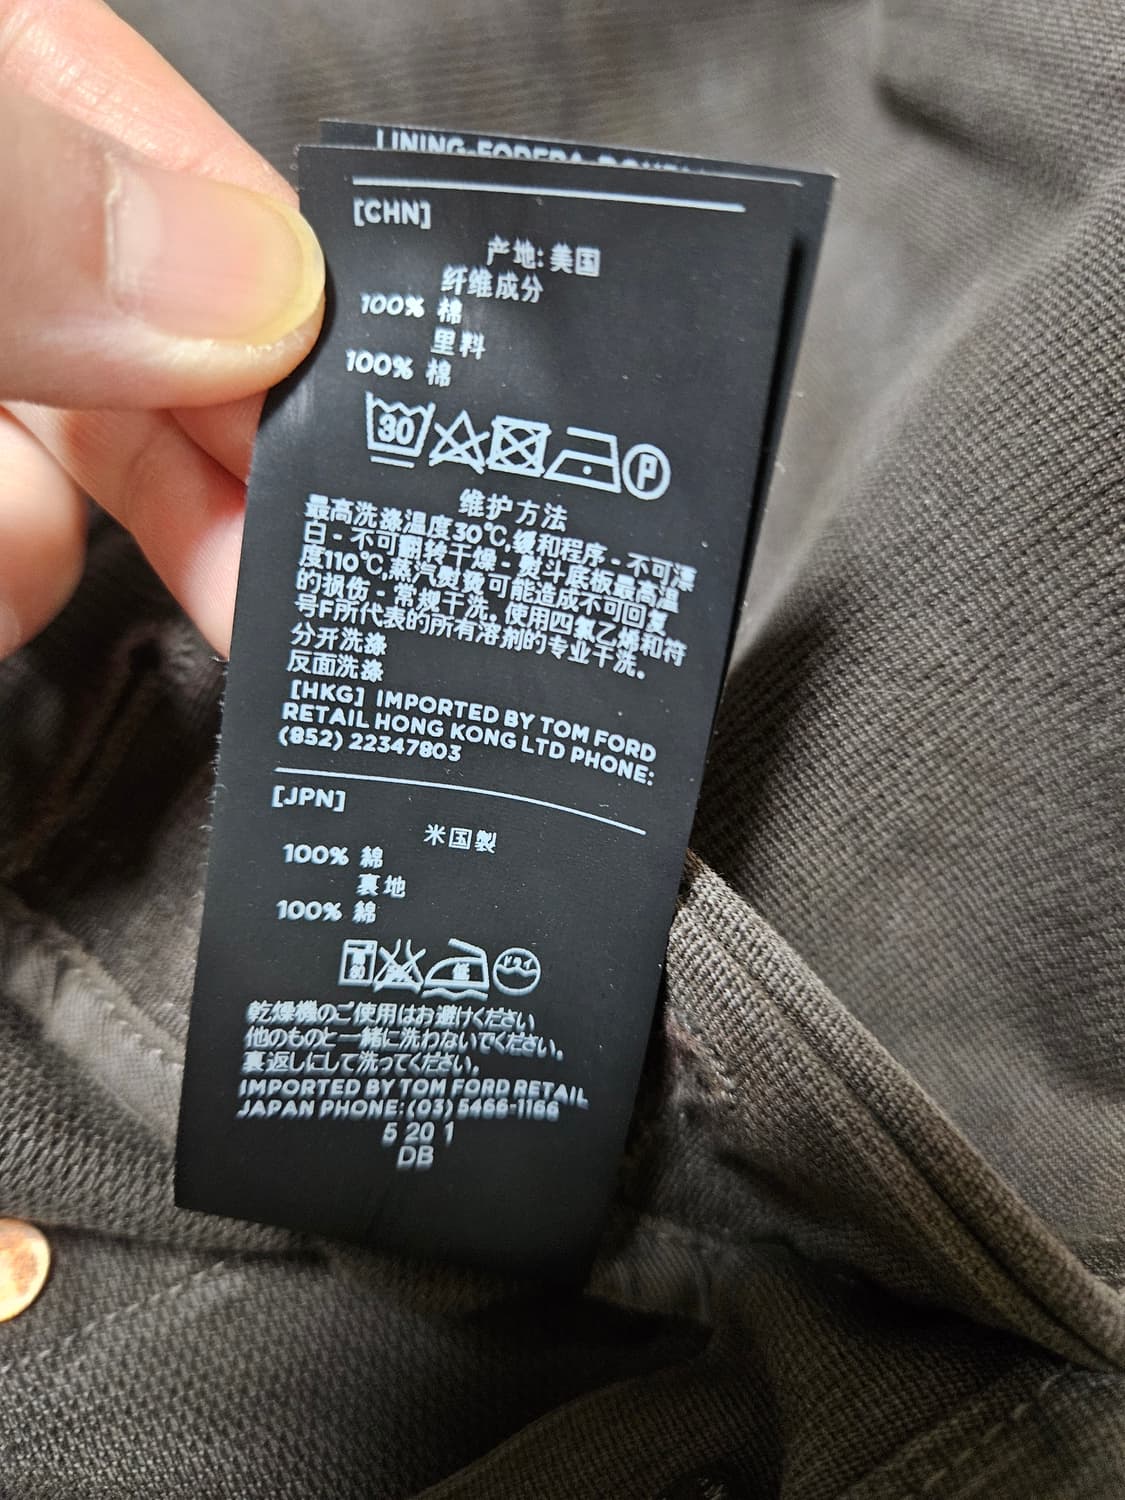 LINING-FODERA-
[CHN]
产地: 美国
纤维成分
100% 棉
里料
100% 棉
30
P
维护方法
最高洗涤温度30℃,缓和程序 - 不可漂
白 - 不可翻转干燥 - 熨斗底板最高温
度110℃,蒸汽熨烫可能造成不可回复
的损伤 - 常规干洗。使用四氯乙烯和符
号F所代表的所有溶剂的专业干洗。
分开洗涤
反面洗涤
[HKG] IMPORTED BY TOM FORD
RETAIL HONG KONG LTD PHONE:
(852) 22347803
[JPN]
米国製
100% 綿
裏地
100% 綿
30
低
ドライ
乾燥機のご使用はお避けください
他のものと一緒に洗わないでください。
裏返しにして洗ってください。
IMPORTED BY TOM FORD RETAIL
JAPAN PHONE: (03) 5466-1166
5 20 1
DB